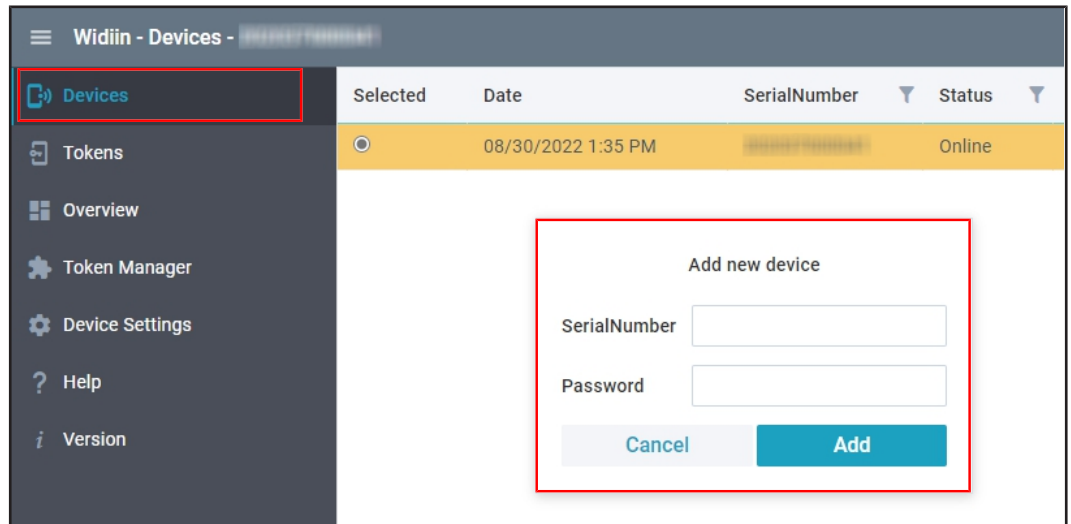 Widiin - Devices -
Devices
Tokens
Overview
Token Manager
Device Settings
Help
Version
Selected Date SerialNumber Status
08/30/2022 1:35 PM Online
Add new device
SerialNumber
Password
Cancel Add